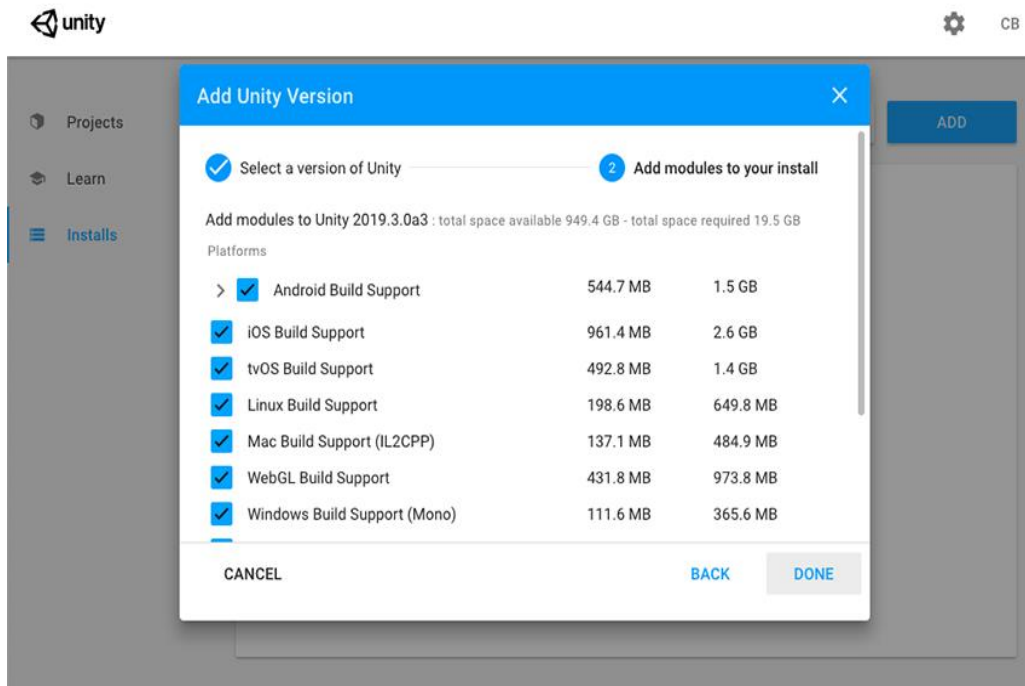 unity
CB
Projects
Learn
Installs
ADD
Add Unity Version
Select a version of Unity
2 Add modules to your install
Add modules to Unity 2019.3.0a3 : total space available 949.4 GB - total space required 19.5 GB
Platforms
Android Build Support 544.7 MB 1.5 GB
iOS Build Support 961.4 MB 2.6 GB
tvOS Build Support 492.8 MB 1.4 GB
Linux Build Support 198.6 MB 649.8 MB
Mac Build Support (IL2CPP) 137.1 MB 484.9 MB
WebGL Build Support 431.8 MB 973.8 MB
Windows Build Support (Mono) 111.6 MB 365.6 MB
CANCEL BACK DONE